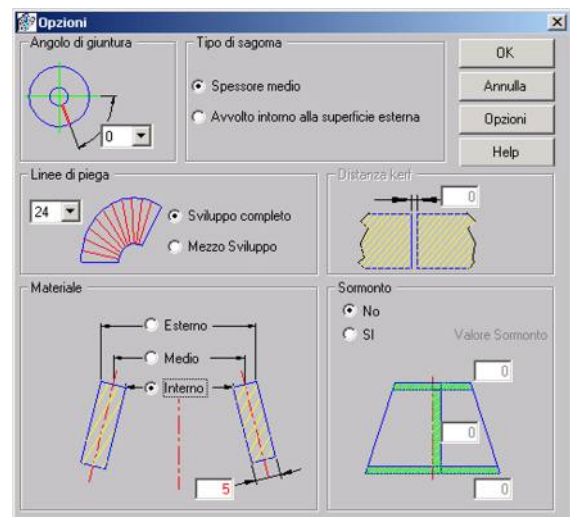 Opzioni
Angolo di giuntura
0
Tipo di sagoma
Spessore medio
Avvolto intorno alla superficie esterna
OK
Annulla
Opzioni
Help
Linee di piega
24
Sviluppo completo
Mezzo Sviluppo
Distanza kerf
0
Materiale
Esterno
Medio
Interno
5
Sormonto
No
SI
Valore Sormonto
0
0
0